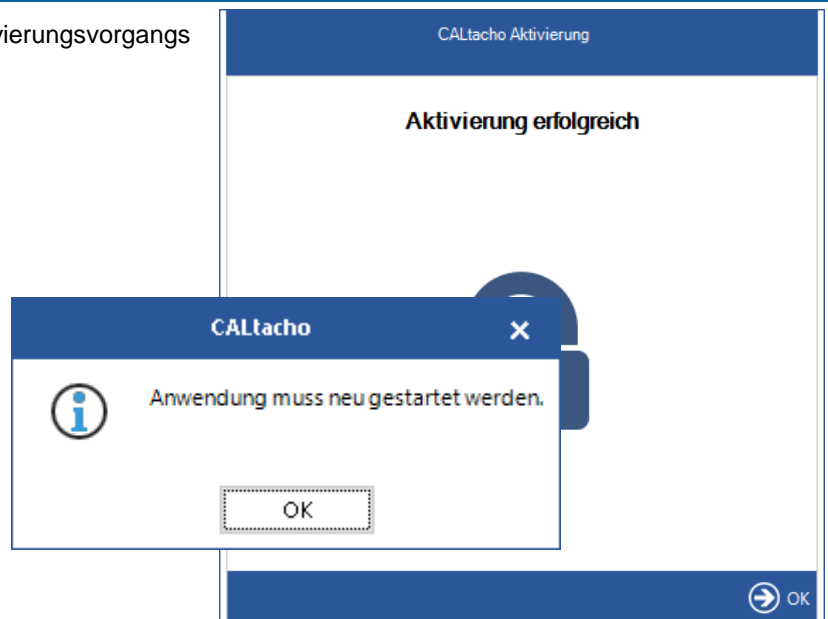 vierungsvorgangs
CALtacho Aktivierung
Aktivierung erfolgreich
CALtacho
Anwendung muss neu gestartet werden.
OK
OK